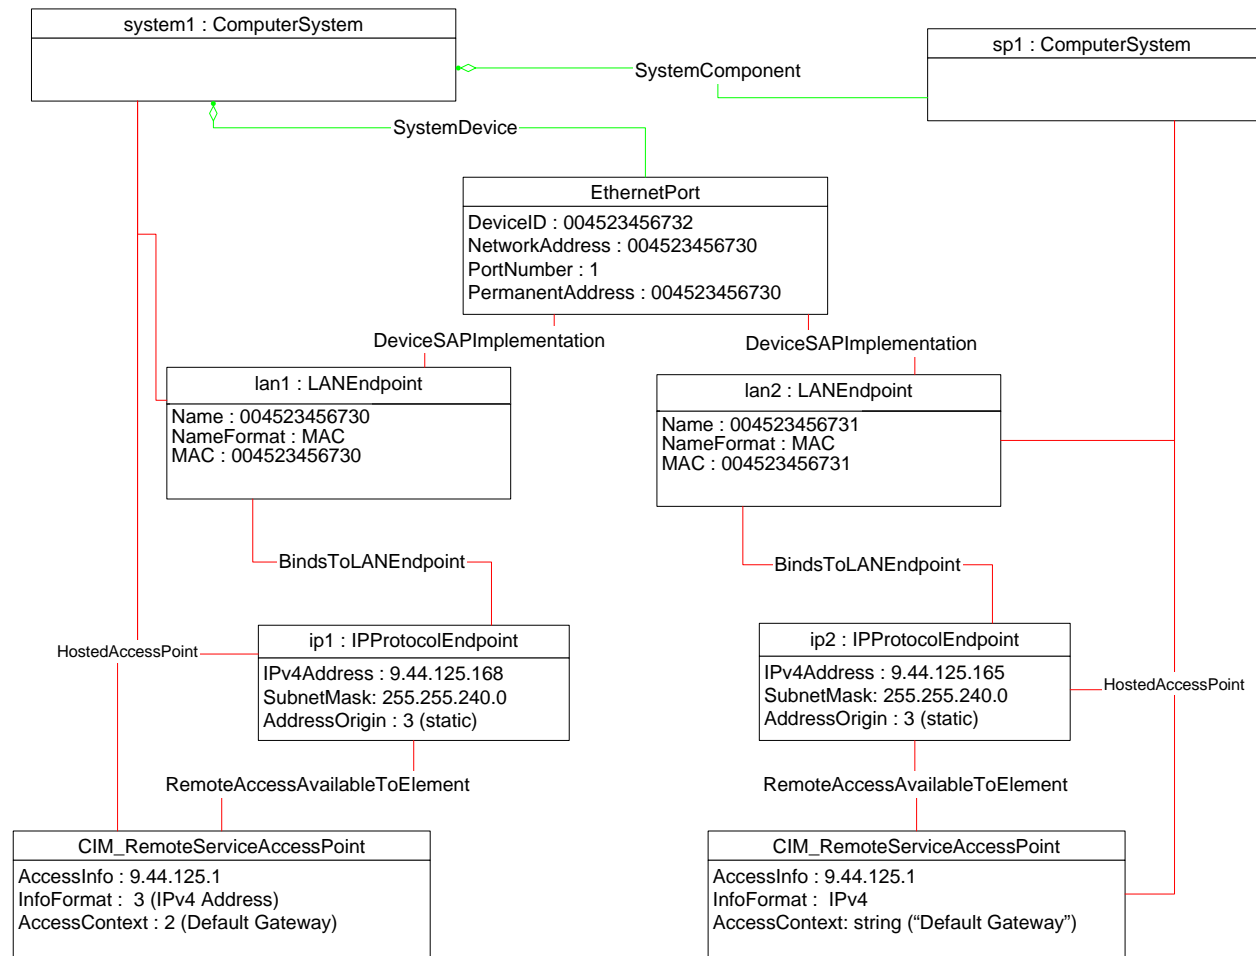 system1 : ComputerSystem
sp1 : ComputerSystem
SystemComponent
SystemDevice
EthernetPort
DeviceID : 004523456732
NetworkAddress : 004523456730
PortNumber : 1
PermanentAddress : 004523456730
DeviceSAPImplementation
DeviceSAPImplementation
lan1 : LANEndpoint
Name : 004523456730
NameFormat : MAC
MAC : 004523456730
lan2 : LANEndpoint
Name : 004523456731
NameFormat : MAC
MAC : 004523456731
BindsToLANEndpoint
BindsToLANEndpoint
HostedAccessPoint
ip1 : IPProtocolEndpoint
IPv4Address : 9.44.125.168
SubnetMask: 255.255.240.0
AddressOrigin : 3 (static)
ip2 : IPProtocolEndpoint
IPv4Address : 9.44.125.165
SubnetMask: 255.255.240.0
AddressOrigin : 3 (static)
HostedAccessPoint
RemoteAccessAvailableToElement
RemoteAccessAvailableToElement
CIM_RemoteServiceAccessPoint
AccessInfo : 9.44.125.1
InfoFormat :  3 (IPv4 Address)
AccessContext : 2 (Default Gateway)
CIM_RemoteServiceAccessPoint
AccessInfo : 9.44.125.1
InfoFormat :  IPv4
AccessContext: string (“Default Gateway”)